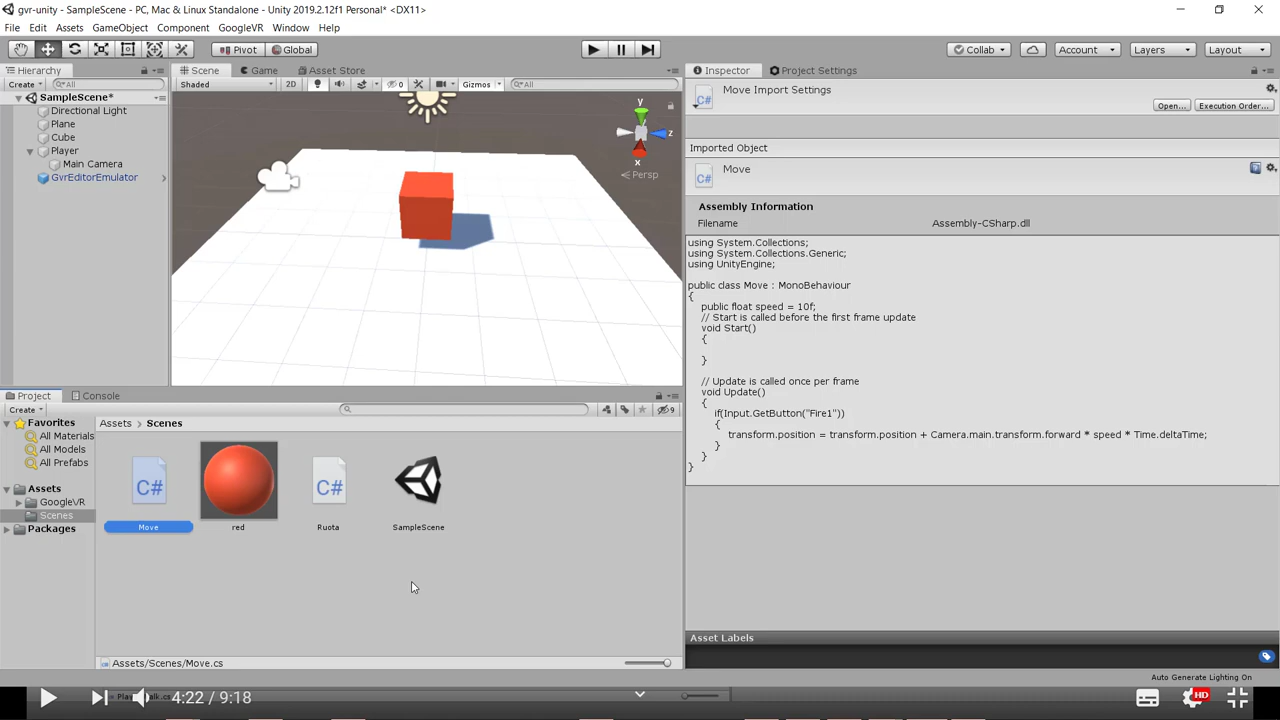 gvr-unity - SampleScene - PC, Mac & Linux Standalone - Unity 2019.2.12f1 Personal* <DX11>
File Edit Assets GameObject Component GoogleVR Window Help
Pivot Global Collab Account Layers Layout
Hierarchy Scene Game Asset Store Inspector Project Settings
Create All Shaded 2D 0 Gizmos All Move Import Settings
SampleScene*
Open... Execution Order...
Directional Light
Plane
Cube
Player
Main Camera
GvrEditorEmulator
y
z
x
Persp
Imported Object
C#
Move
Assembly Information
Filename Assembly-CSharp.dll
using System.Collections;
using System.Collections.Generic;
using UnityEngine;
public class Move : MonoBehaviour
{
public float speed = 10f;
// Start is called before the first frame update
void Start()
{
}
// Update is called once per frame
void Update()
{
if(Input.GetButton("Fire1"))
{
transform.position = transform.position + Camera.main.transform.forward * speed * Time.deltaTime;
}
}
}
Project Console
Create 9
Favorites
All Materials
All Models
All Prefabs
Assets
GoogleVR
Scenes
Packages
Assets Scenes
C# C#
Move red Ruota SampleScene
Assets/Scenes/Move.cs
Asset Labels
Auto Generate Lighting On
4:22 / 9:18
HD